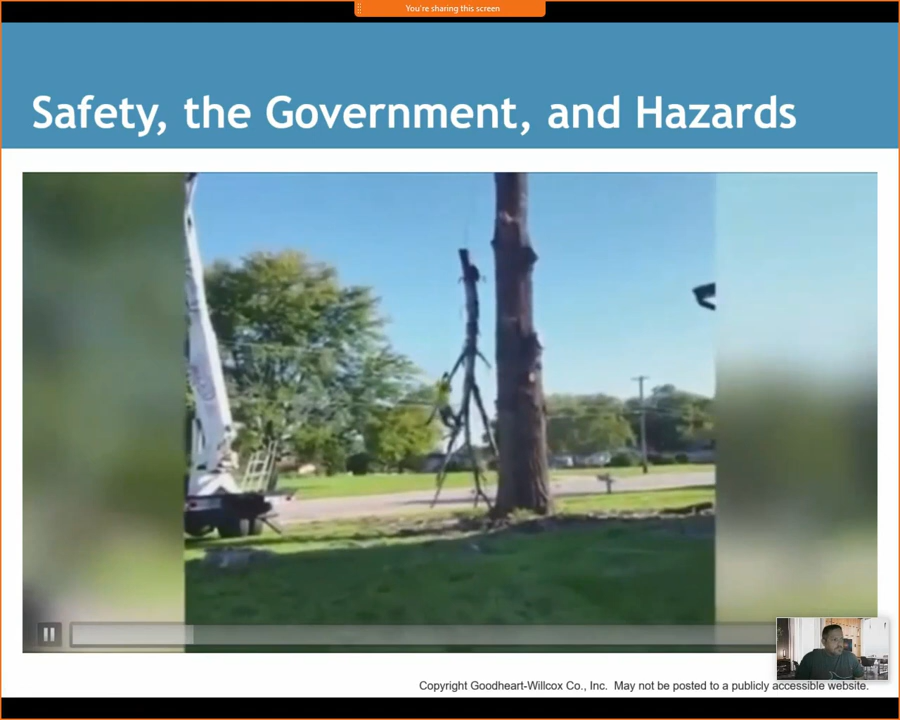 You're sharing this screen
Safety, the Government, and Hazards
Copyright Goodheart-Willcox Co., Inc.  May not be posted to a publicly accessible website.